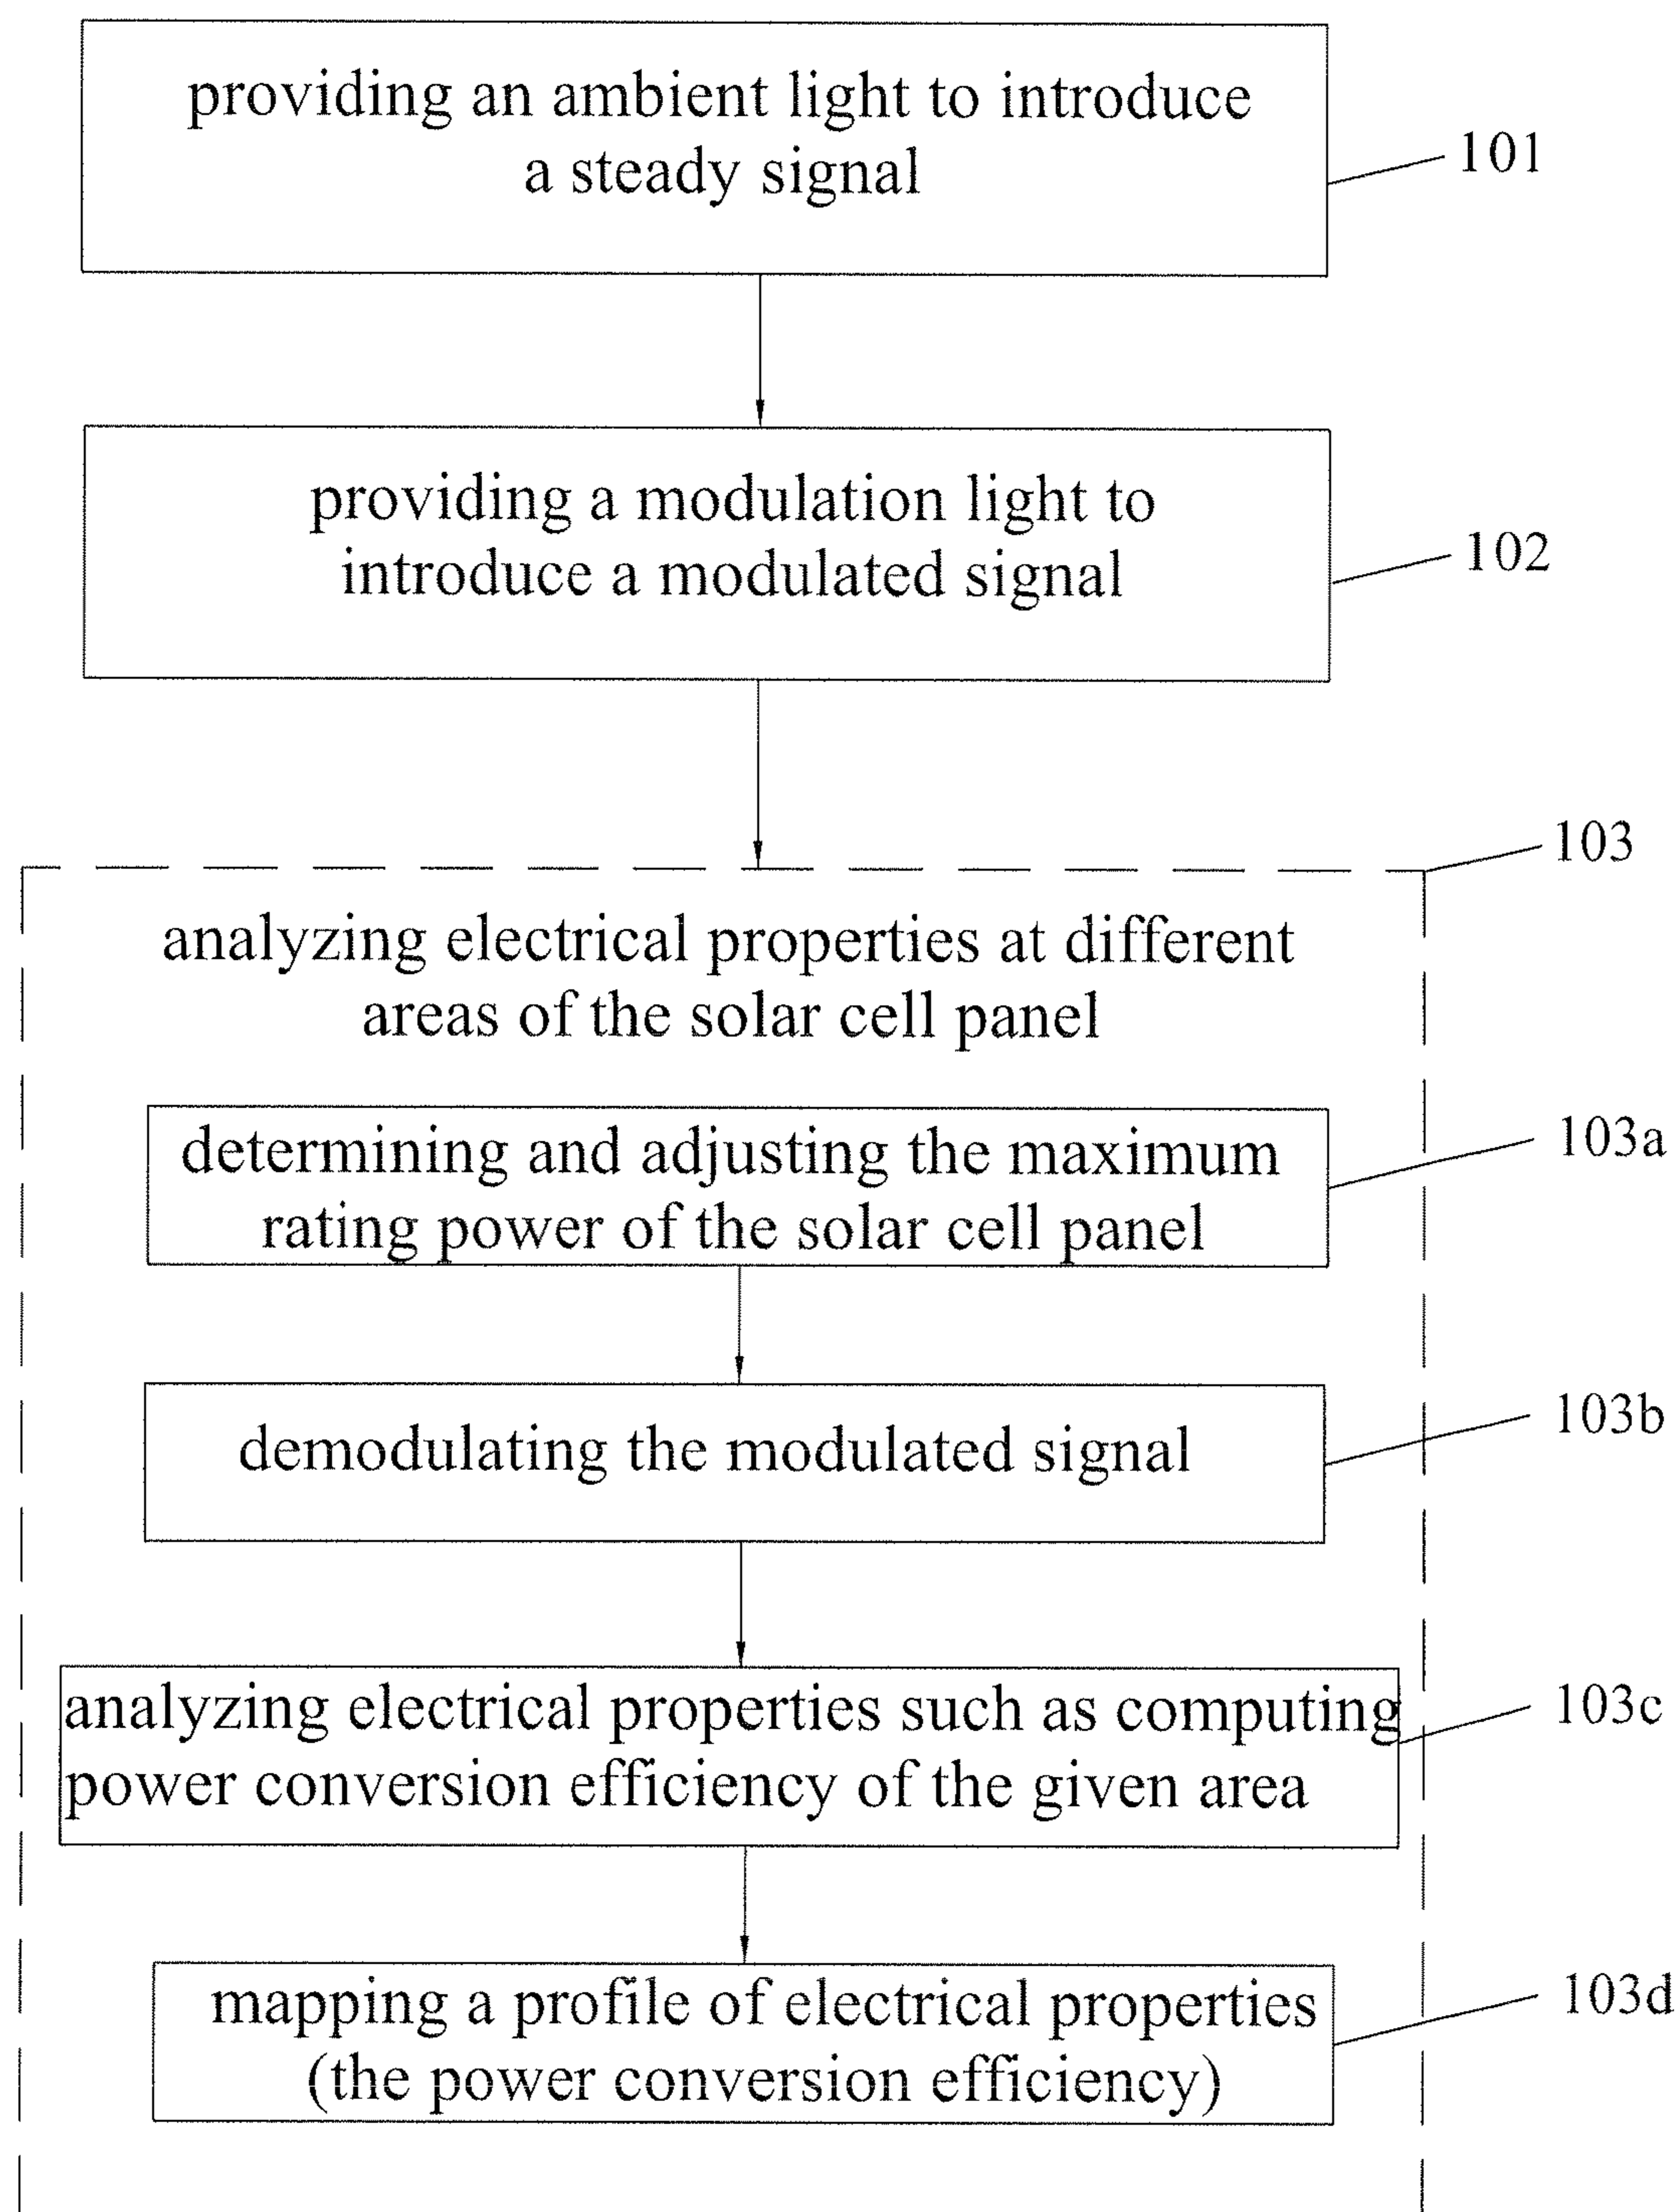 providing an ambient light to introduce
a steady signal
101
providing a modulation light to
introduce a modulated signal
102
103
analyzing electrical properties at different
areas of the solar cell panel
determining and adjusting the maximum
rating power of the solar cell panel
103a
demodulating the modulated signal
103b
analyzing electrical properties such as computing
power conversion efficiency of the given area
103c
mapping a profile of electrical properties
(the power conversion efficiency)
103d